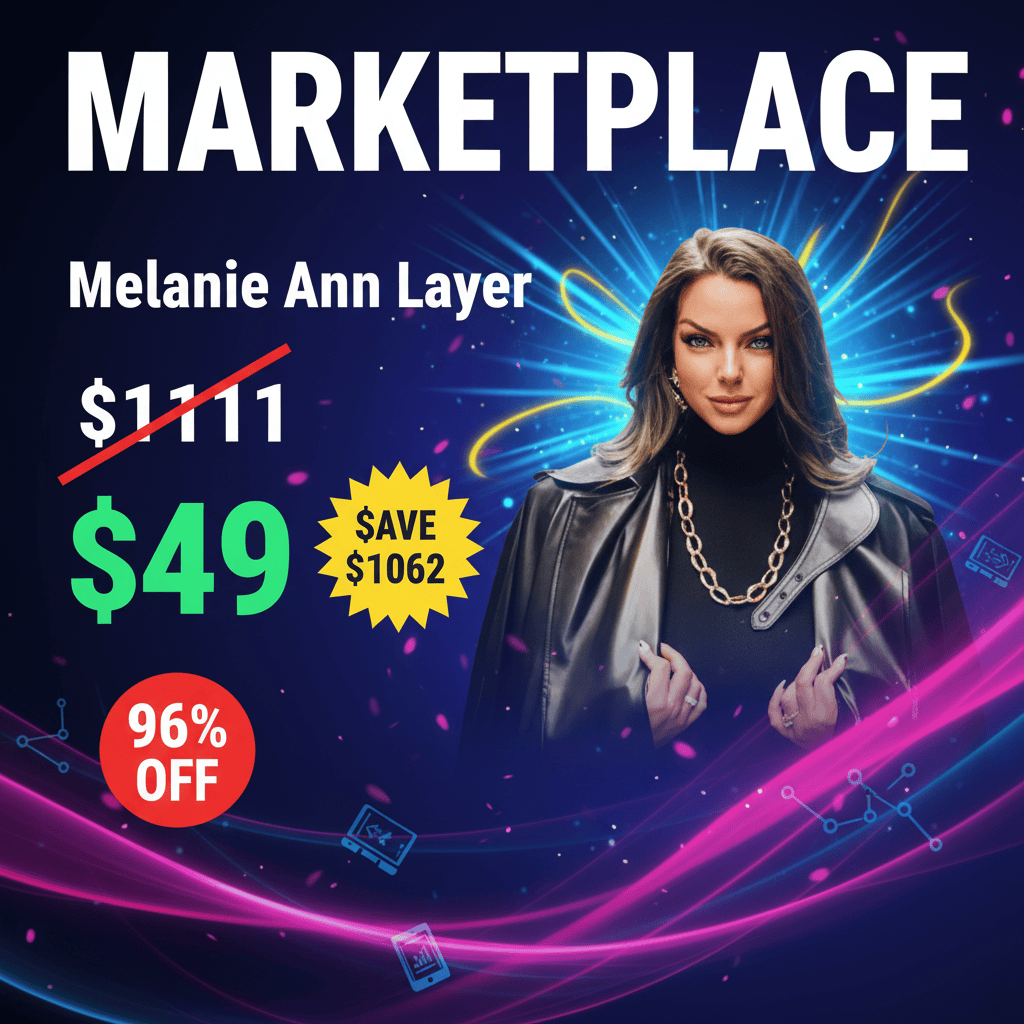 MARKETPLACE
Melanie Ann Layer
$1111
$49
$AVE
$1062
96%
OFF